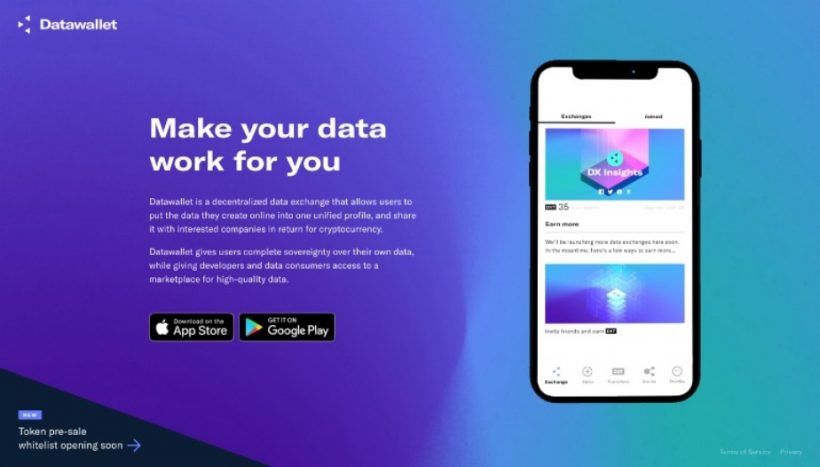 Datawallet
Make your data
work for you
Datawallet is a decentralized data exchange that allows users to
put the data they create online into one unified profile, and share
it with interested companies in return for cryptocurrency.
Datawallet gives users complete sovereignty over their own data,
while giving developers and data consumers access to a
marketplace for high-quality data.
Download on the
App Store
GET IT ON
Google Play
NEW
Token pre-sale
whitelist opening soon
Exchanges Joined
DX Insights
DXT 35
Earn more
We'll be launching more data exchanges here soon.
In the meantime, here's a few ways to earn more...
Invite friends and earn DXT
Exchange Data Transfers Invite Profile
Terms of Service Privacy